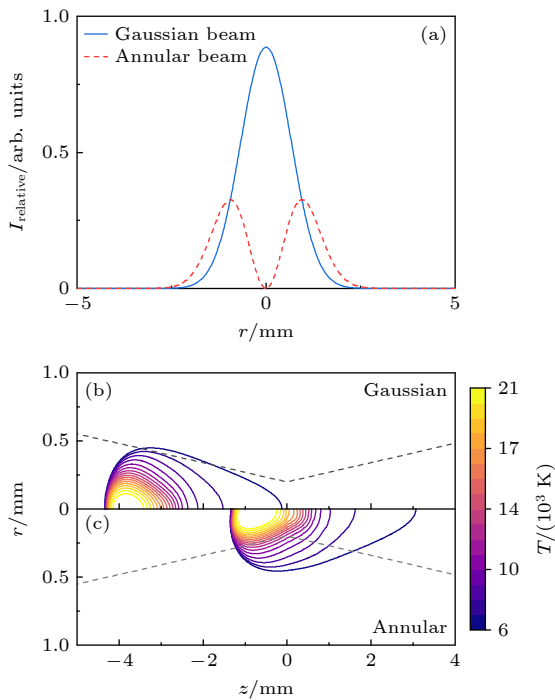 1.0
Gaussian beam
Annular beam
(a)
I_relative/arb. units
0.5
0
−5 0 5
r/mm
1.0
(b)
Gaussian
0.5
0
(c)
r/mm
0.5
1.0
Annular
−4 −2 0 2 4
z/mm
21
17
14
10
6
T/(10³ K)